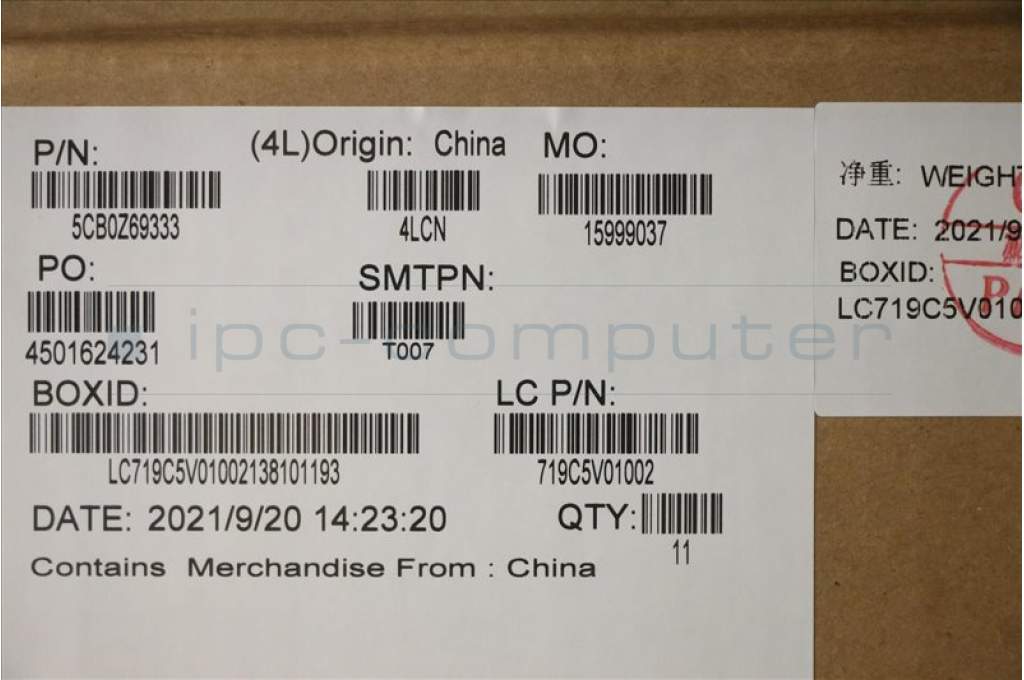 P/N:
(4L)Origin: China
MO:
5CB0Z69333
4LCN
15999037
PO:
SMTPN:
4501624231
T007
BOXID:
LC P/N:
LC719C5V01002138101193
719C5V01002
DATE: 2021/9/20 14:23:20
QTY:
11
Contains Merchandise From : China
净重:
DATE: 2021/9
BOXID:
LC719C5V010
ipc-computer